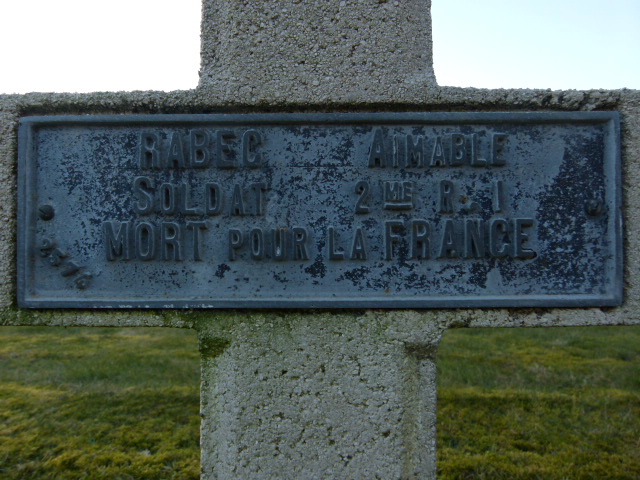 RABEC AIMABLE
SOLDAT 2ME R. I
MORT POUR LA FRANCE